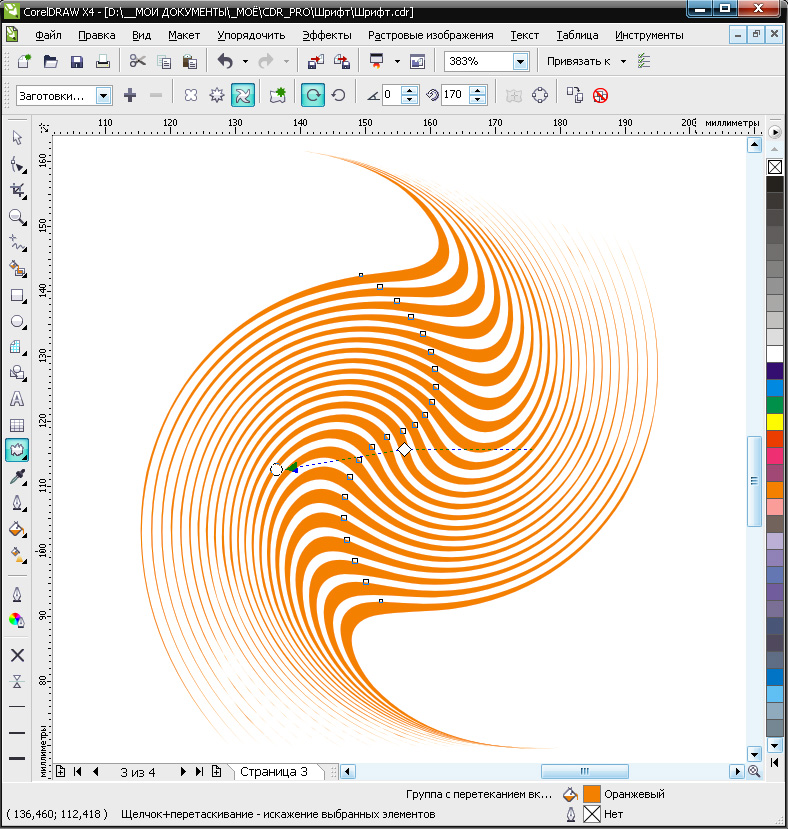 CorelDRAW X4 - [D:\__МОИ ДОКУМЕНТЫ\_МОЁ\CDR_PRO\Шрифт\Шрифт.cdr]
Файл Правка Вид Макет Упорядочить Эффекты Растровые изображения Текст Таблица Инструменты
383% Привязать к
Заготовки... 0 170
110 120 130 140 150 160 170 180 190 200 миллиметры
160
150
140
130
120
110
100
90
80
миллиметры
3 из 4 Страница 3
Группа с перетеканием вк... Оранжевый
( 136,460; 112,418 ) Щелчок+перетаскивание - искажение выбранных элементов Нет